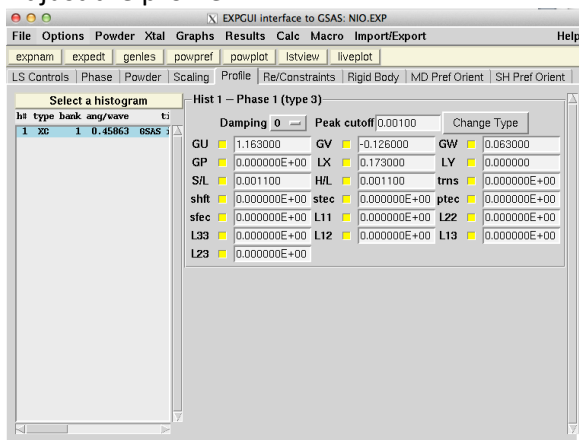 EXPGUI interface to GSAS: NIO.EXP
File Options Powder Xtal Graphs Results Calc Macro Import/Export Help
expnam expedt genles powpref powplot lstview liveplot
LS Controls Phase Powder Scaling Profile Re/Constraints Rigid Body MD Pref Orient SH Pref Orient
Select a histogram
h# type bank ang/wave ti
1 XC 1 0.45863 GSAS i
Hist 1 -- Phase 1 (type 3)
Damping 0 Peak cutoff 0.00100 Change Type
GU 1.163000 GV -0.126000 GW 0.063000
GP 0.000000E+00 LX 0.173000 LY 0.000000
S/L 0.001100 H/L 0.001100 trns 0.000000E+00
shft 0.000000E+00 stec 0.000000E+00 ptec 0.000000E+00
sfec 0.000000E+00 L11 0.000000E+00 L22 0.000000E+00
L33 0.000000E+00 L12 0.000000E+00 L13 0.000000E+00
L23 0.000000E+00